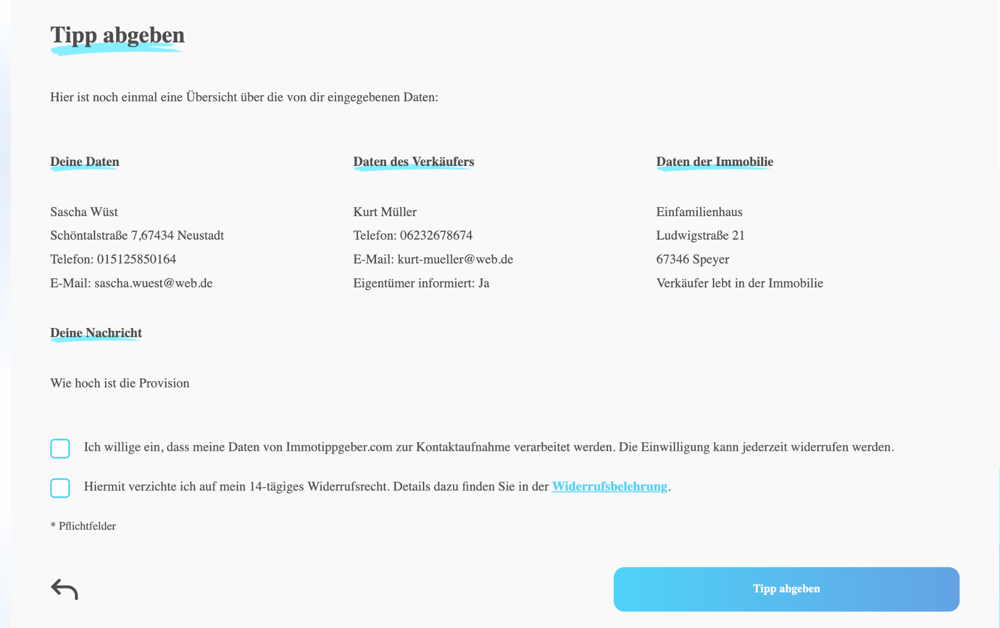 Tipp abgeben
Hier ist noch einmal eine Übersicht über die von dir eingegebenen Daten:
Deine Daten
Sascha Wüst
Schöntalstraße 7,67434 Neustadt
Telefon: 015125850164
E-Mail: sascha.wuest@web.de
Daten des Verkäufers
Kurt Müller
Telefon: 06232678674
E-Mail: kurt-mueller@web.de
Eigentümer informiert: Ja
Daten der Immobilie
Einfamilienhaus
Ludwigstraße 21
67346 Speyer
Verkäufer lebt in der Immobilie
Deine Nachricht
Wie hoch ist die Provision
Ich willige ein, dass meine Daten von Immotippgeber.com zur Kontaktaufnahme verarbeitet werden. Die Einwilligung kann jederzeit widerrufen werden.
Hiermit verzichte ich auf mein 14-tägiges Widerrufsrecht. Details dazu finden Sie in der Widerrufsbelehrung.
* Pflichtfelder
Tipp abgeben